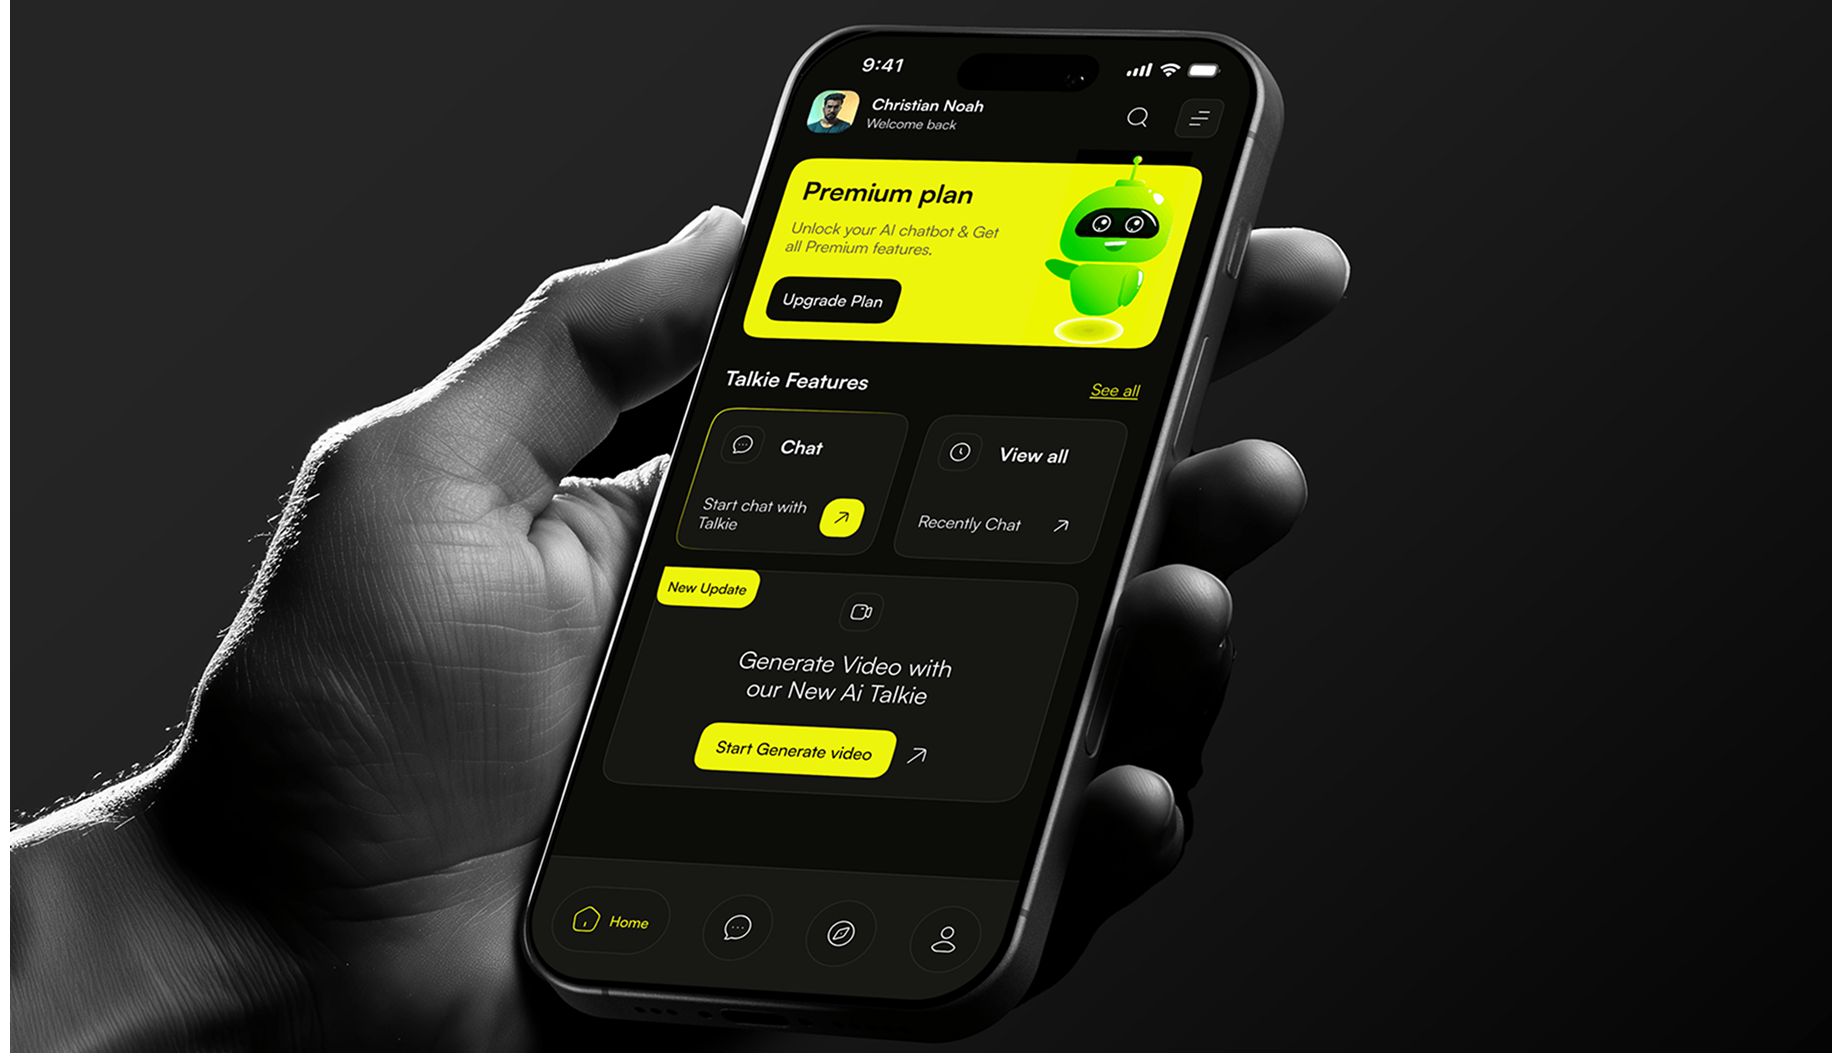 9:41
Christian Noah
Welcome back
Premium plan
Unlock your AI chatbot & Get
all Premium features.
Upgrade Plan
Talkie Features
See all
Chat
Start chat with
Talkie
View all
Recently Chat
New Update
Generate Video with
our New Ai Talkie
Start Generate video
Home